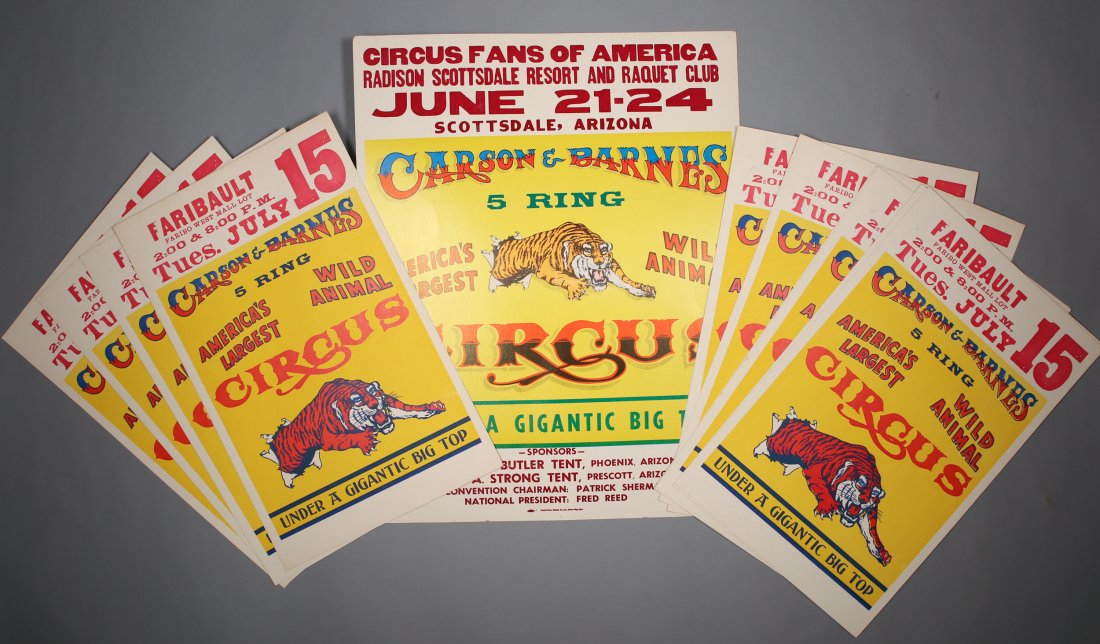 CIRCUS FANS OF AMERICA
RADISON SCOTTSDALE RESORT AND RAQUET CLUB
JUNE 21-24
SCOTTSDALE, ARIZONA
CARSON & BARNES
5 RING
ERICA'S WILD
RGEST ANIMAL
CIRCUS
A GIGANTIC BIG T
—SPONSORS—
BUTLER TENT, PHOENIX, ARIZON
A. STRONG TENT, PRESCOTT, ARIZO
CONVENTION CHAIRMAN: PATRICK SHERM
NATIONAL PRESIDENT: FRED REED
FARIBAULT
FARIBO WEST MALL LOT
2:00 & 8:00 P.M.
Tues. JULY 15
CARSON & BARNES
5 RING
AMERICA'S WILD
LARGEST ANIMAL
CIRCUS
UNDER A GIGANTIC BIG TOP
FARIBAULT
FARIBO WEST MALL LOT
2:00 & 8:00 P.M.
Tues. JULY 15
CARSON & BARNES
5 RING
AMERICA'S WILD
LARGEST ANIMAL
CIRCUS
UNDER A GIGANTIC BIG TOP